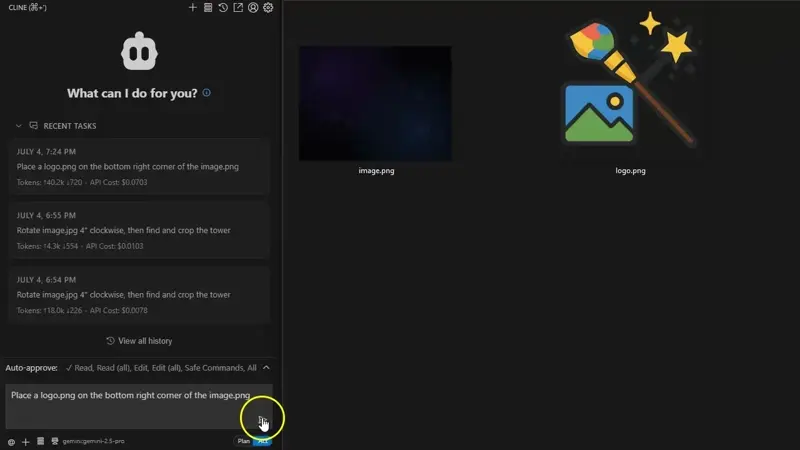 CLINE (⌘+')
What can I do for you?
RECENT TASKS
JULY 4, 7:24 PM
Place a logo.png on the bottom right corner of the image.png
Tokens: ↑40.2k ↓720 - API Cost: $0.0703
JULY 4, 6:55 PM
Rotate image.jpg 4° clockwise, then find and crop the tower
Tokens: ↑4.3k ↓554 - API Cost: $0.0103
JULY 4, 6:54 PM
Rotate image.jpg 4° clockwise, then find and crop the tower
Tokens: ↑18.0k ↓226 - API Cost: $0.0078
View all history
Auto-approve: ✓ Read, Read (all), Edit, Edit (all), Safe Commands, All
Place a logo.png on the bottom right corner of the image.png
@ gemini:gemini-2.5-pro
Plan Act
image.png
logo.png